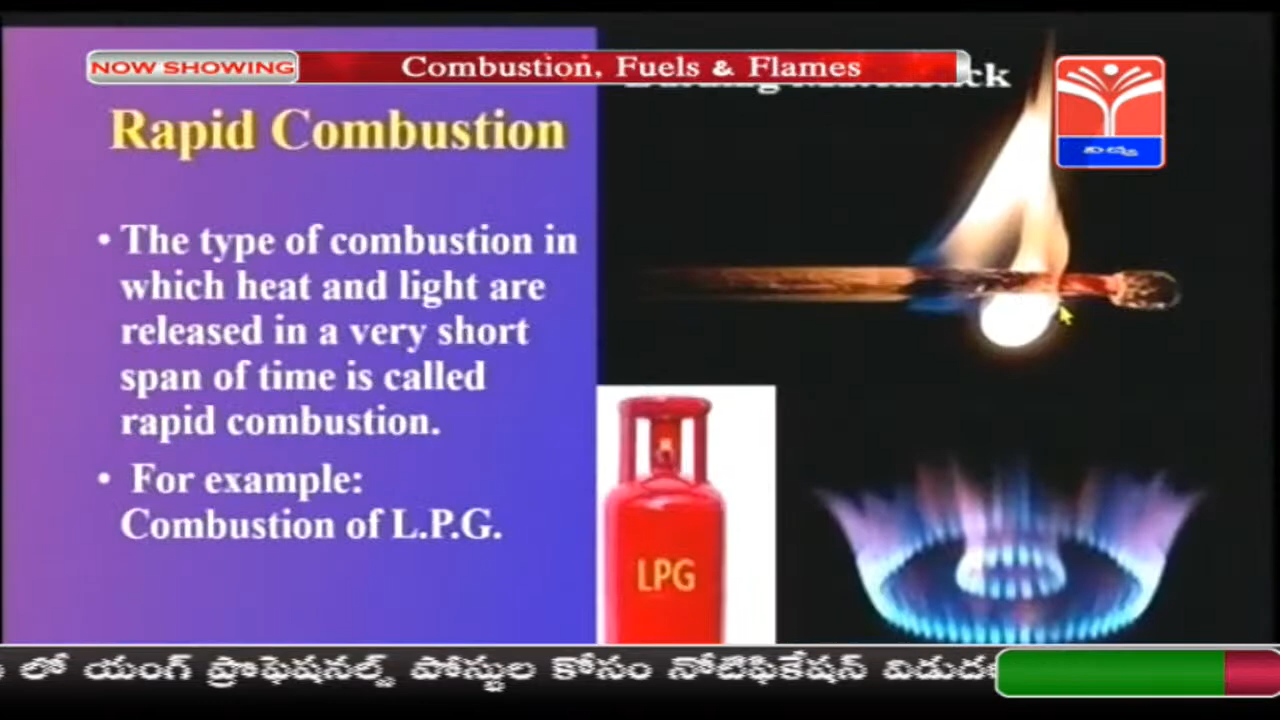 NOW SHOWING Combustion, Fuels & Flames
Rapid Combustion
• The type of combustion in
which heat and light are
released in a very short
span of time is called
rapid combustion.
• For example:
Combustion of L.P.G.
LPG
లో యంగ్ ప్రొఫెషనల్స్ పోస్టుల కోసం నోటిఫికేషన్